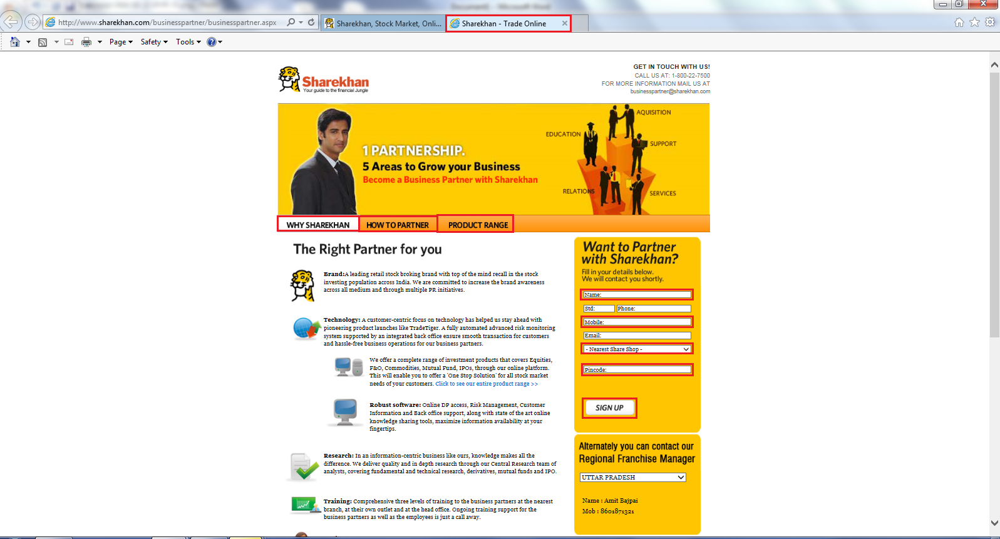 http://www.sharekhan.com/businesspartner/businesspartner.aspx
Sharekhan, Stock Market, Onli...
Sharekhan - Trade Online
Page
Safety
Tools
Sharekhan
Your guide to the financial Jungle
GET IN TOUCH WITH US!
CALL US AT: 1-800-22-7500
FOR MORE INFORMATION MAIL US AT
businesspartner@sharekhan.com
1 PARTNERSHIP.
5 Areas to Grow your Business
Become a Business Partner with Sharekhan
AQUISITION
EDUCATION
SUPPORT
RELATIONS
SERVICES
WHY SHAREKHAN
HOW TO PARTNER
PRODUCT RANGE
The Right Partner for you
Brand:A leading retail stock broking brand with top of the mind recall in the stock
investing population across India. We are committed to increase the brand awareness
across all medium and through multiple PR initiatives.
Technology: A customer-centric focus on technology has helped us stay ahead with
pioneering product launches like TradeTiger. A fully automated advanced risk monitoring
system supported by an integrated back office ensure smooth transaction for customers
and hassle-free business operations for our business partners.
We offer a complete range of investment products that covers Equities,
F&O, Commodities, Mutual Fund, IPOs, through our online platform.
This will enable you to offer a 'One Stop Solution' for all stock market
needs of your customers. Click to see our entire product range >>
Robust software: Online DP access, Risk Management, Customer
Information and Back office support, along with state of the art online
knowledge sharing tools, maximize information availability at your
fingertips.
Research: In an information-centric business like ours, knowledge makes all the
difference. We deliver quality and in depth research through our Central Research team of
analysts, covering fundamental and technical research, derivatives, mutual funds and IPO.
Training: Comprehensive three levels of training to the business partners at the nearest
branch, at their own outlet and at the head office. Ongoing training support for the
business partners as well as the employees is just a call away.
Want to Partner
with Sharekhan?
Fill in your details below.
We will contact you shortly.
Name:
Std: Phone:
Mobile:
Email:
- Nearest Share Shop -
Pincode:
SIGN UP
Alternately you can contact our
Regional Franchise Manager
UTTAR PRADESH
Name : Amit Bajpai
Mob : 8601871321